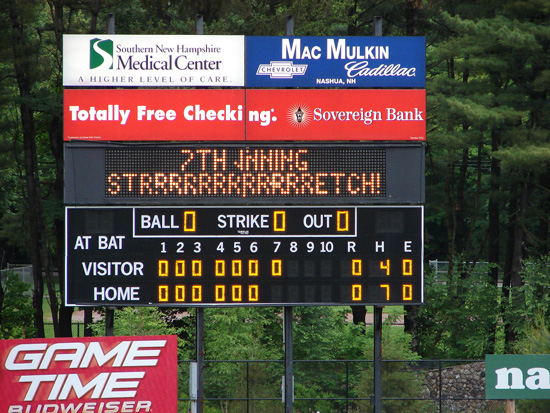 Southern New Hampshire
Medical Center
A HIGHER LEVEL OF CARE.
MAC MULKIN
CHEVROLET
Cadillac.
NASHUA, NH
Totally Free Checking.
Sovereign Bank
7TH INNING
STRRRRRRRRRRRETCH!
BALL 0 STRIKE 0 OUT 0
AT BAT 1 2 3 4 5 6 7 8 9 10 R H E
VISITOR 0 0 0 0 0 0 0 0 4 0
HOME 0 0 0 0 0 0 0 7 0
GAME
TIME
BUDWEISER
na